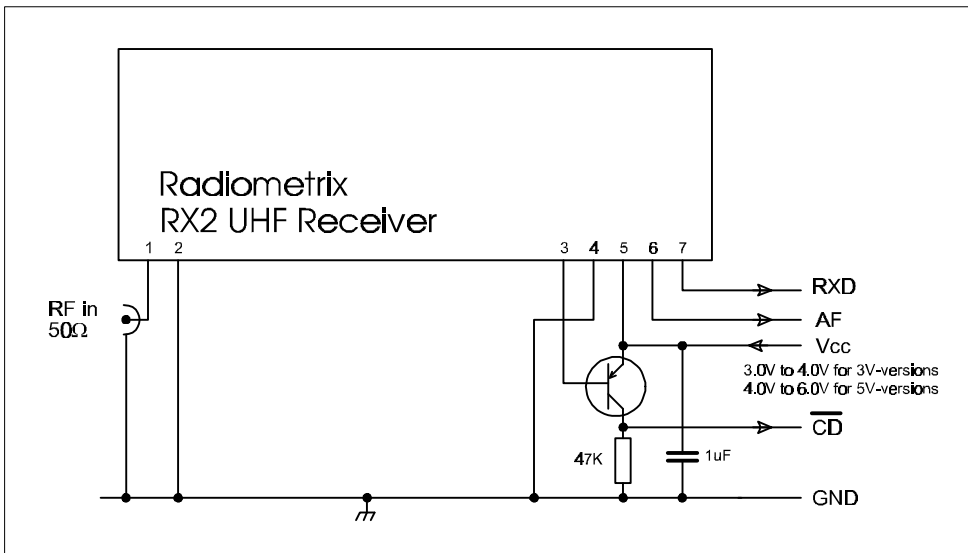 Radiometrix
RX2 UHF Receiver
1 2 3 4 5 6 7
RF in
50Ω
RXD
AF
Vcc
3.0V to 4.0V for 3V-versions
4.0V to 6.0V for 5V-versions
C̅D̅
47K
1uF
GND